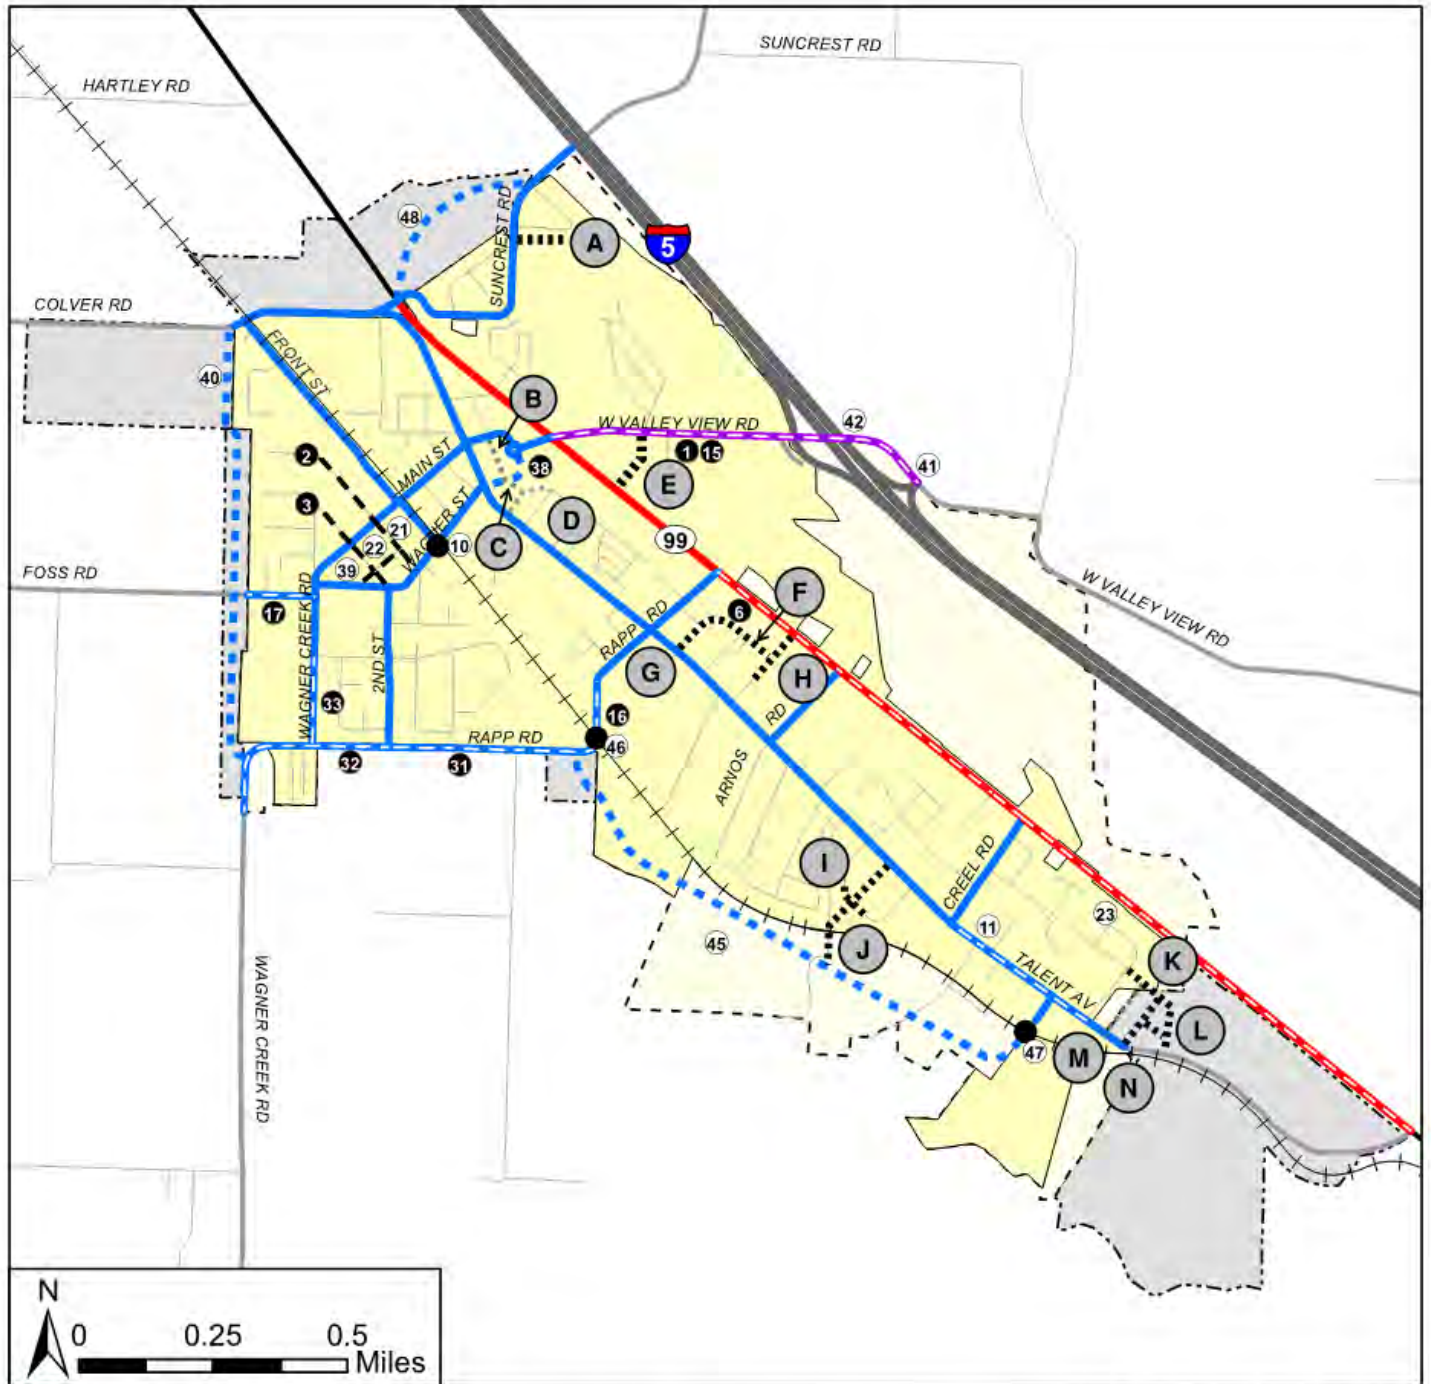 SUNCREST RD
HARTLEY RD
48
SUNCREST RD
A
5
COLVER RD
FRONT ST
40
B
W VALLEY VIEW RD
42
41
2
MAIN ST
38
1
15
E
3
21
WAGNER ST
D
22
10
C
99
39
FOSS RD
W VALLEY VIEW RD
17
WAGNER CREEK RD
2ND ST
RAPP RD
6
F
G
H
33
16
RD
RAPP RD
46
32
31
ARNOS
I
CREEL RD
11
23
45
J
K
TALENT AV
L
47
M
N
WAGNER CREEK RD
N
0 0.25 0.5
Miles